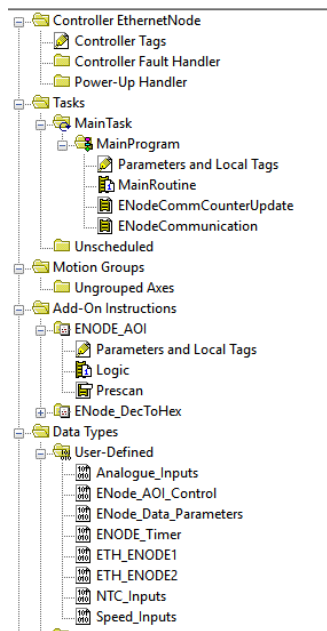 Controller EthernetNode
Controller Tags
Controller Fault Handler
Power-Up Handler
Tasks
MainTask
MainProgram
Parameters and Local Tags
MainRoutine
ENodeCommCounterUpdate
ENodeCommunication
Unscheduled
Motion Groups
Ungrouped Axes
Add-On Instructions
ENODE_AOI
Parameters and Local Tags
Logic
Prescan
ENode_DecToHex
Data Types
User-Defined
Analogue_Inputs
ENode_AOI_Control
ENode_Data_Parameters
ENODE_Timer
ETH_ENODE1
ETH_ENODE2
NTC_Inputs
Speed_Inputs